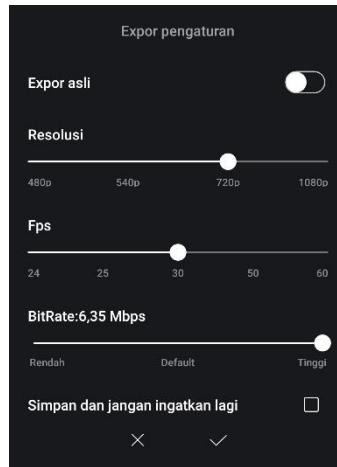 Expor pengaturan
Expor asli
Resolusi
480p 540p 720p 1080p
Fps
24 25 30 50 60
BitRate:6,35 Mbps
Rendah Default Tinggi
Simpan dan jangan ingatkan lagi